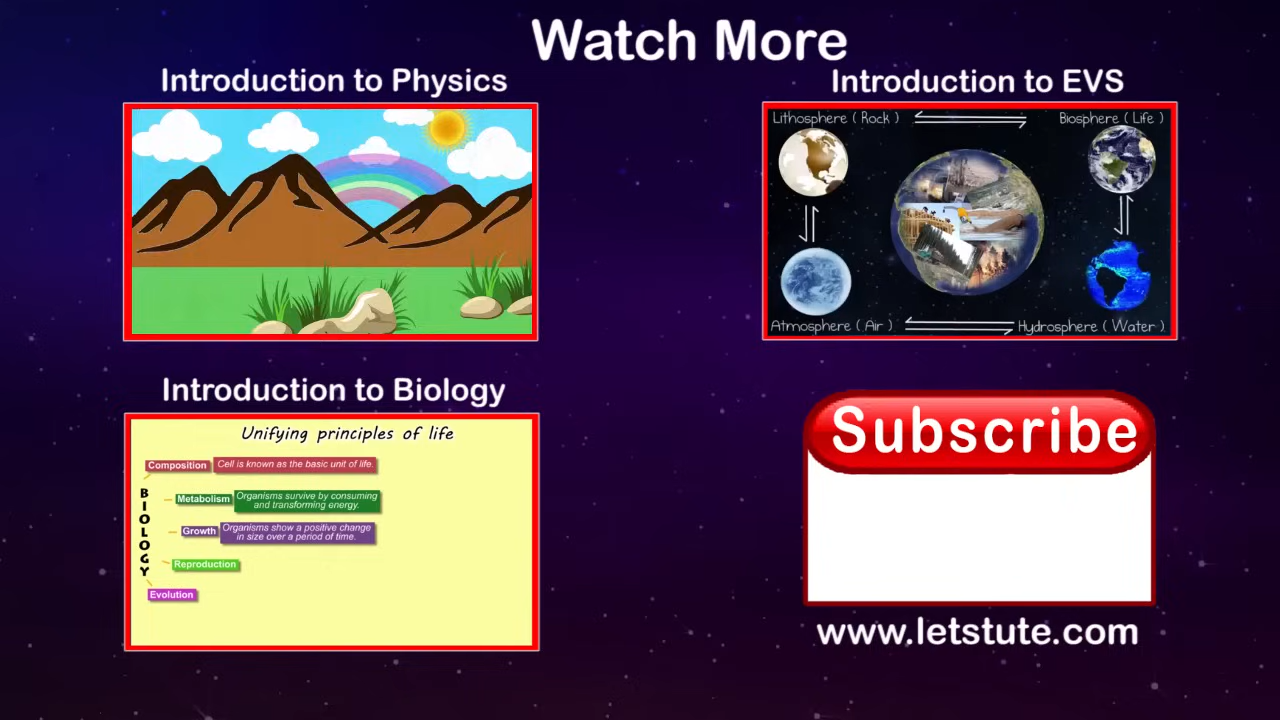 Watch More
Introduction to Physics
Introduction to EVS
Lithosphere ( Rock )
Biosphere ( Life )
Atmosphere ( Air )
Hydrosphere ( Water )
Introduction to Biology
Unifying principles of life
BIOLOGY
Composition
Cell is known as the basic unit of life.
Metabolism
Organisms survive by consuming
and transforming energy.
Growth
Organisms show a positive change
in size over a period of time.
Reproduction
Evolution
Subscribe
www.letstute.com